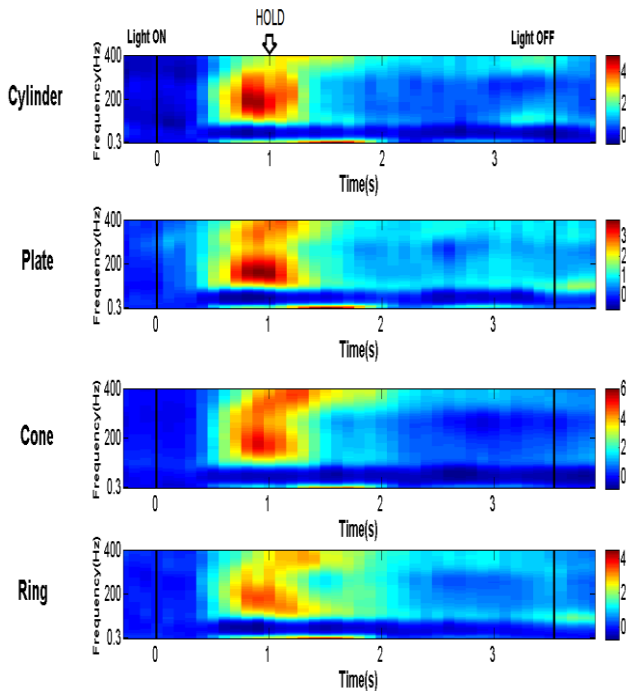 HOLD
Light ON
Light OFF
Cylinder
Frequency(Hz)
400
200
0.3
0
1
2
3
Time(s)
4
2
0
Plate
Frequency(Hz)
400
200
0.3
0
1
2
3
Time(s)
3
2
1
0
Cone
Frequency(Hz)
400
200
0.3
0
1
2
3
Time(s)
6
4
2
0
Ring
Frequency(Hz)
400
200
0.3
0
1
2
3
Time(s)
4
2
0